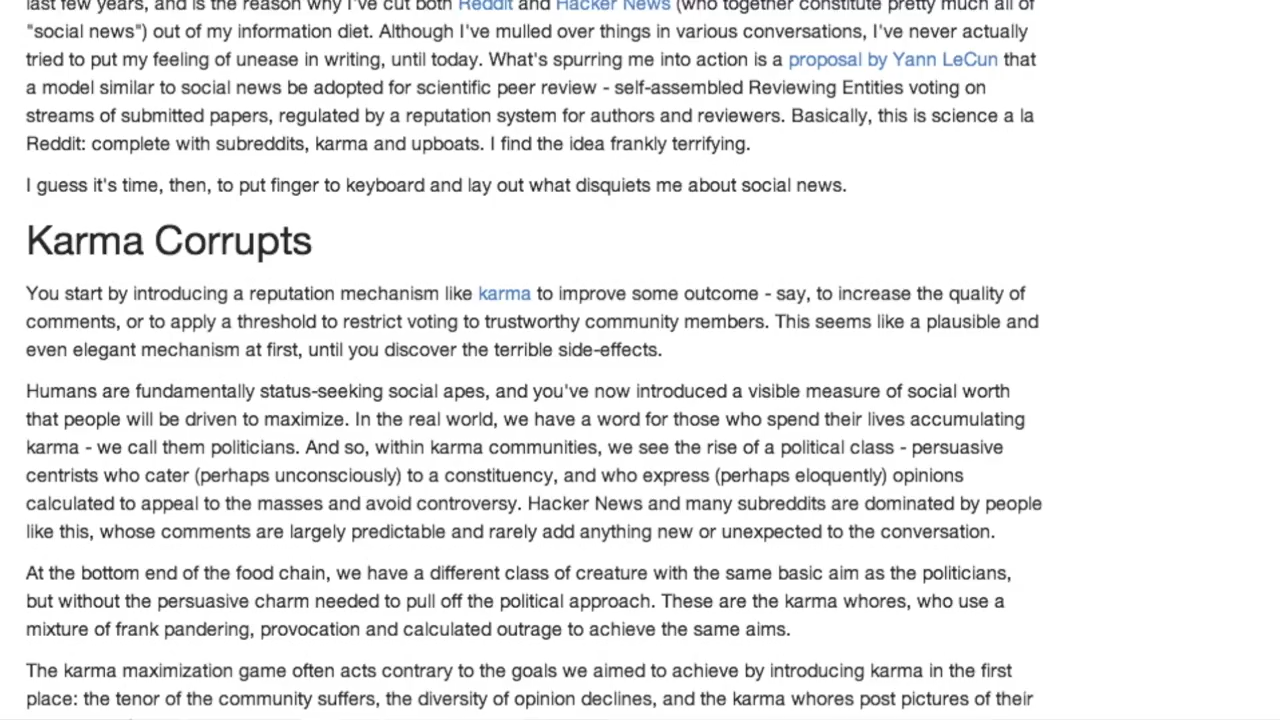 last few years, and is the reason why I've cut both Reddit and Hacker News (who together constitute pretty much all of
"social news") out of my information diet. Although I've mulled over things in various conversations, I've never actually
tried to put my feeling of unease in writing, until today. What's spurring me into action is a proposal by Yann LeCun that
a model similar to social news be adopted for scientific peer review - self-assembled Reviewing Entities voting on
streams of submitted papers, regulated by a reputation system for authors and reviewers. Basically, this is science a la
Reddit: complete with subreddits, karma and upboats. I find the idea frankly terrifying.
I guess it's time, then, to put finger to keyboard and lay out what disquiets me about social news.
Karma Corrupts
You start by introducing a reputation mechanism like karma to improve some outcome - say, to increase the quality of
comments, or to apply a threshold to restrict voting to trustworthy community members. This seems like a plausible and
even elegant mechanism at first, until you discover the terrible side-effects.
Humans are fundamentally status-seeking social apes, and you've now introduced a visible measure of social worth
that people will be driven to maximize. In the real world, we have a word for those who spend their lives accumulating
karma - we call them politicians. And so, within karma communities, we see the rise of a political class - persuasive
centrists who cater (perhaps unconsciously) to a constituency, and who express (perhaps eloquently) opinions
calculated to appeal to the masses and avoid controversy. Hacker News and many subreddits are dominated by people
like this, whose comments are largely predictable and rarely add anything new or unexpected to the conversation.
At the bottom end of the food chain, we have a different class of creature with the same basic aim as the politicians,
but without the persuasive charm needed to pull off the political approach. These are the karma whores, who use a
mixture of frank pandering, provocation and calculated outrage to achieve the same aims.
The karma maximization game often acts contrary to the goals we aimed to achieve by introducing karma in the first
place: the tenor of the community suffers, the diversity of opinion declines, and the karma whores post pictures of their